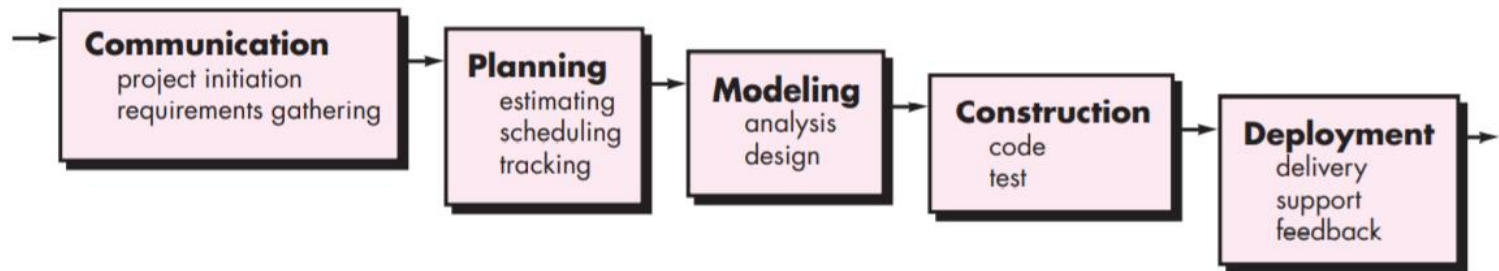 Communication
project initiation
requirements gathering
Planning
estimating
scheduling
tracking
Modeling
analysis
design
Construction
code
test
Deployment
delivery
support
feedback